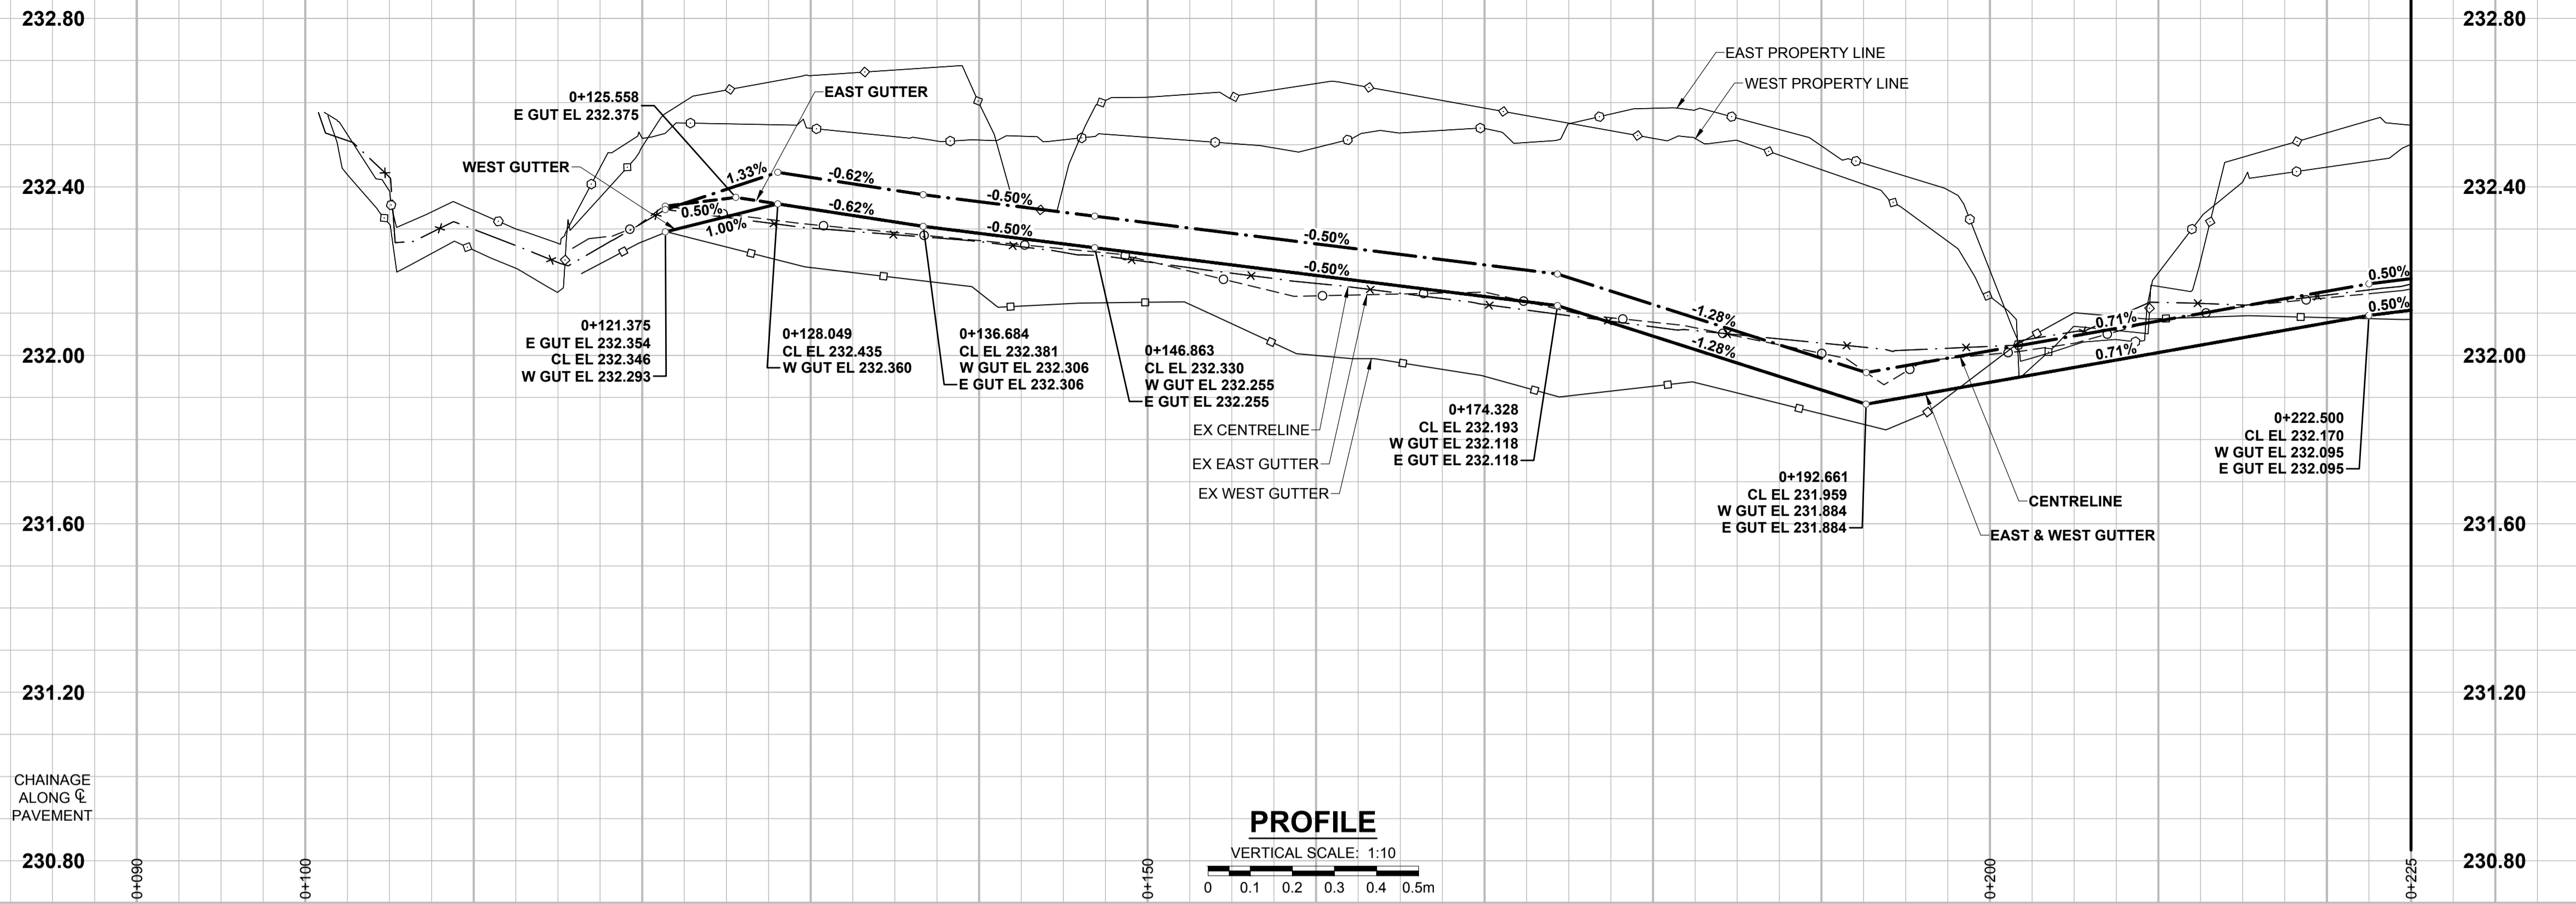 232.80
232.80
EAST PROPERTY LINE
WEST PROPERTY LINE
0+125.558
E GUT EL 232.375
EAST GUTTER
WEST GUTTER
232.40
232.40
1.33%
-0.62%
-0.50%
0.50%
1.00%
-0.62%
-0.50%
-0.50%
-0.50%
-1.28%
-1.28%
0.71%
0.71%
0.50%
0.50%
0+121.375
E GUT EL 232.354
CL EL 232.346
W GUT EL 232.293
0+128.049
CL EL 232.435
W GUT EL 232.360
0+136.684
CL EL 232.381
W GUT EL 232.306
E GUT EL 232.306
0+146.863
CL EL 232.330
W GUT EL 232.255
E GUT EL 232.255
232.00
232.00
EX CENTRELINE
EX EAST GUTTER
EX WEST GUTTER
0+174.328
CL EL 232.193
W GUT EL 232.118
E GUT EL 232.118
0+192.661
CL EL 231.959
W GUT EL 231.884
E GUT EL 231.884
0+222.500
CL EL 232.170
W GUT EL 232.095
E GUT EL 232.095
CENTRELINE
EAST & WEST GUTTER
231.60
231.60
231.20
231.20
CHAINAGE
ALONG ℄
PAVEMENT
230.80
230.80
PROFILE
VERTICAL SCALE: 1:10
0 0.1 0.2 0.3 0.4 0.5m
0+090
0+100
0+150
0+200
0+225